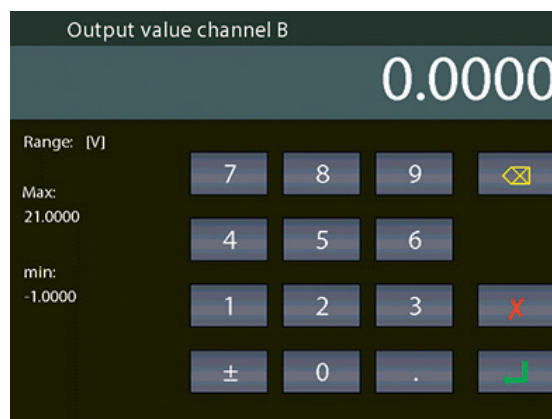 Output value channel B
0.0000
Range: [V]
7 8 9
Max:
21.0000
4 5 6
min:
-1.0000
1 2 3 X
± 0 .